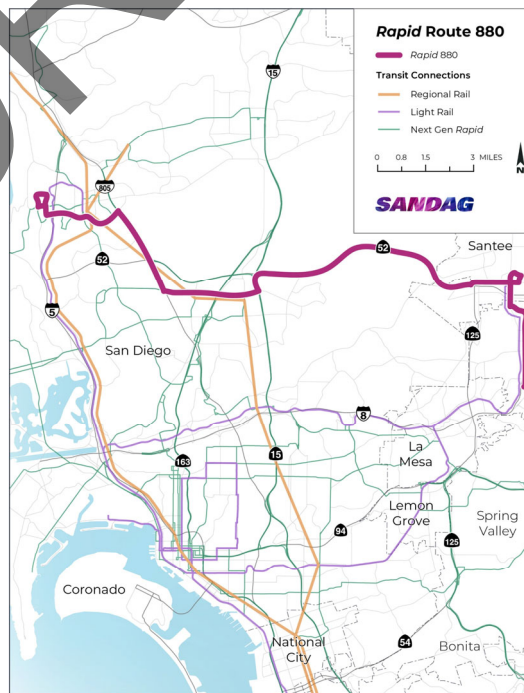 Rapid Route 880
Rapid 880
Transit Connections
Regional Rail
Light Rail
Next Gen Rapid
0 0.8 1.5 3 MILES
N
SANDAG
15
805
52
Santee
52
5
125
San Diego
8
La
Mesa
163
15
Lemon
Grove
Spring
Valley
94
125
Coronado
National
City
54
Bonita